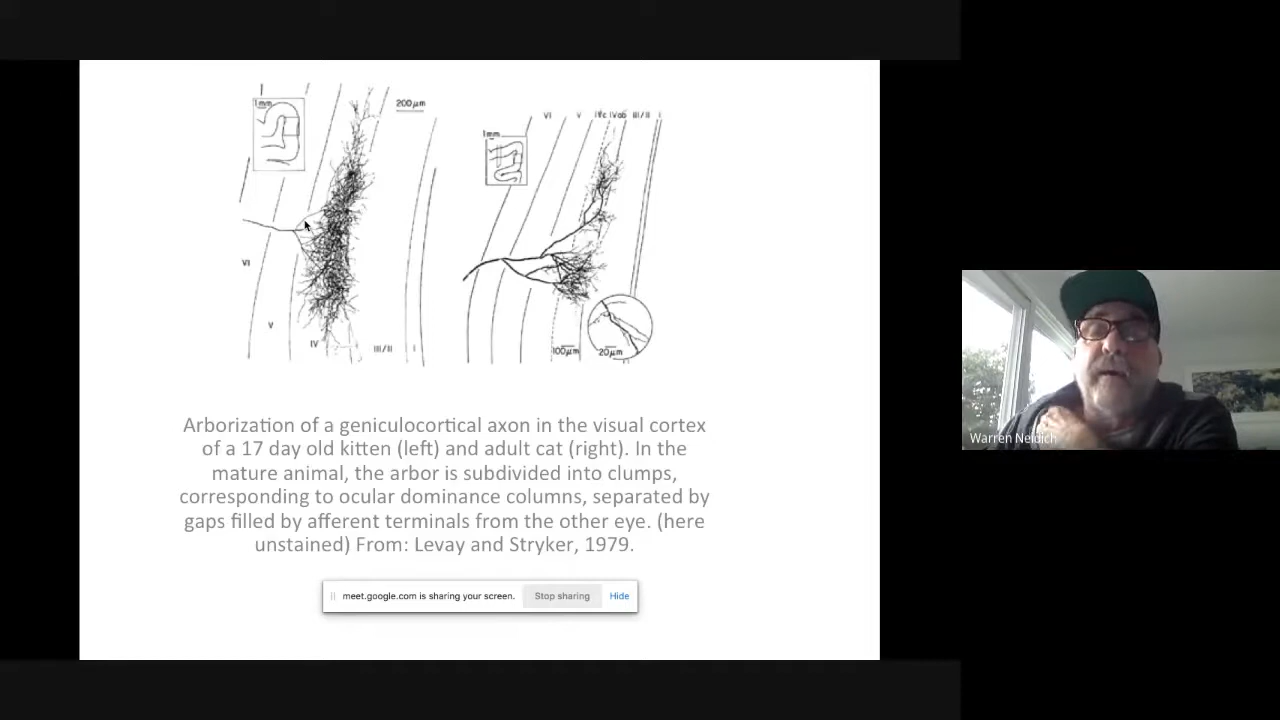 1mm
200 µm
VI
V
IV
III/II
I
1mm
VI V IVc IVab III/II I
100µm
20µm
Arborization of a geniculocortical axon in the visual cortex
of a 17 day old kitten (left) and adult cat (right). In the
mature animal, the arbor is subdivided into clumps,
corresponding to ocular dominance columns, separated by
gaps filled by afferent terminals from the other eye. (here
unstained) From: Levay and Stryker, 1979.
meet.google.com is sharing your screen. Stop sharing Hide
Warren Neidich